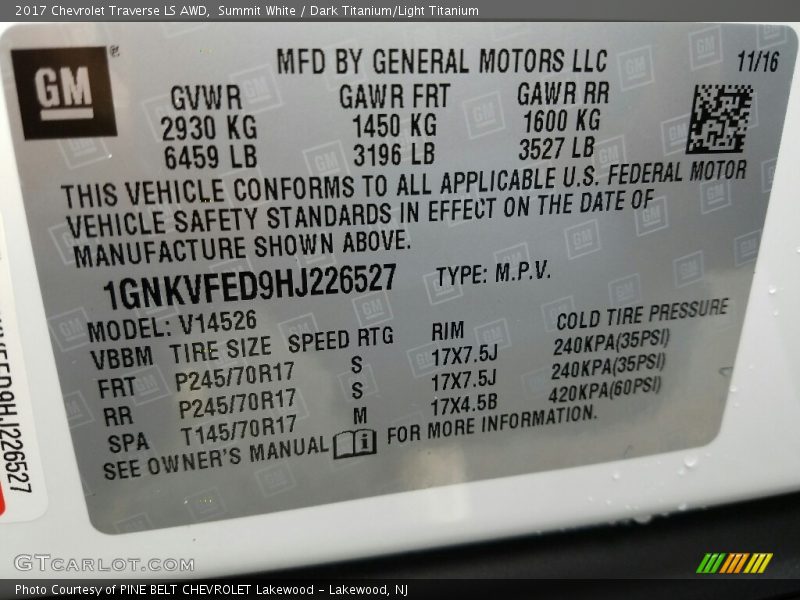 2017 Chevrolet Traverse LS AWD,  Summit White / Dark Titanium/Light Titanium
GM ®
MFD BY GENERAL MOTORS LLC
11/16
GVWR GAWR FRT GAWR RR
2930 KG 1450 KG 1600 KG
6459 LB 3196 LB 3527 LB
THIS VEHICLE CONFORMS TO ALL APPLICABLE U.S. FEDERAL MOTOR
VEHICLE SAFETY STANDARDS IN EFFECT ON THE DATE OF
MANUFACTURE SHOWN ABOVE.
1GNKVFED9HJ226527 TYPE: M.P.V.
MODEL: V14526
VBBM TIRE SIZE SPEED RTG RIM COLD TIRE PRESSURE
FRT P245/70R17 S 17X7.5J 240KPA(35PSI)
RR P245/70R17 S 17X7.5J 240KPA(35PSI)
SPA T145/70R17 M 17X4.5B 420KPA(60PSI)
SEE OWNER'S MANUAL i FOR MORE INFORMATION.
D9HJ226527
GTCARLOT.COM
Photo Courtesy of PINE BELT CHEVROLET Lakewood - Lakewood, NJ